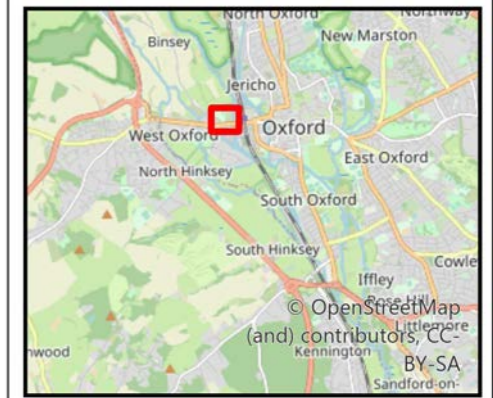 North Oxford
Northway
Binsey
New Marston
Jericho
West Oxford
Oxford
East Oxford
North Hinksey
South Oxford
South Hinksey
Cowle
Iffley
Rose Hill
© OpenStreetMap
Littlemore
(and) contributors, CC-
nwood
Kennington
BY-SA
Sandford-on-